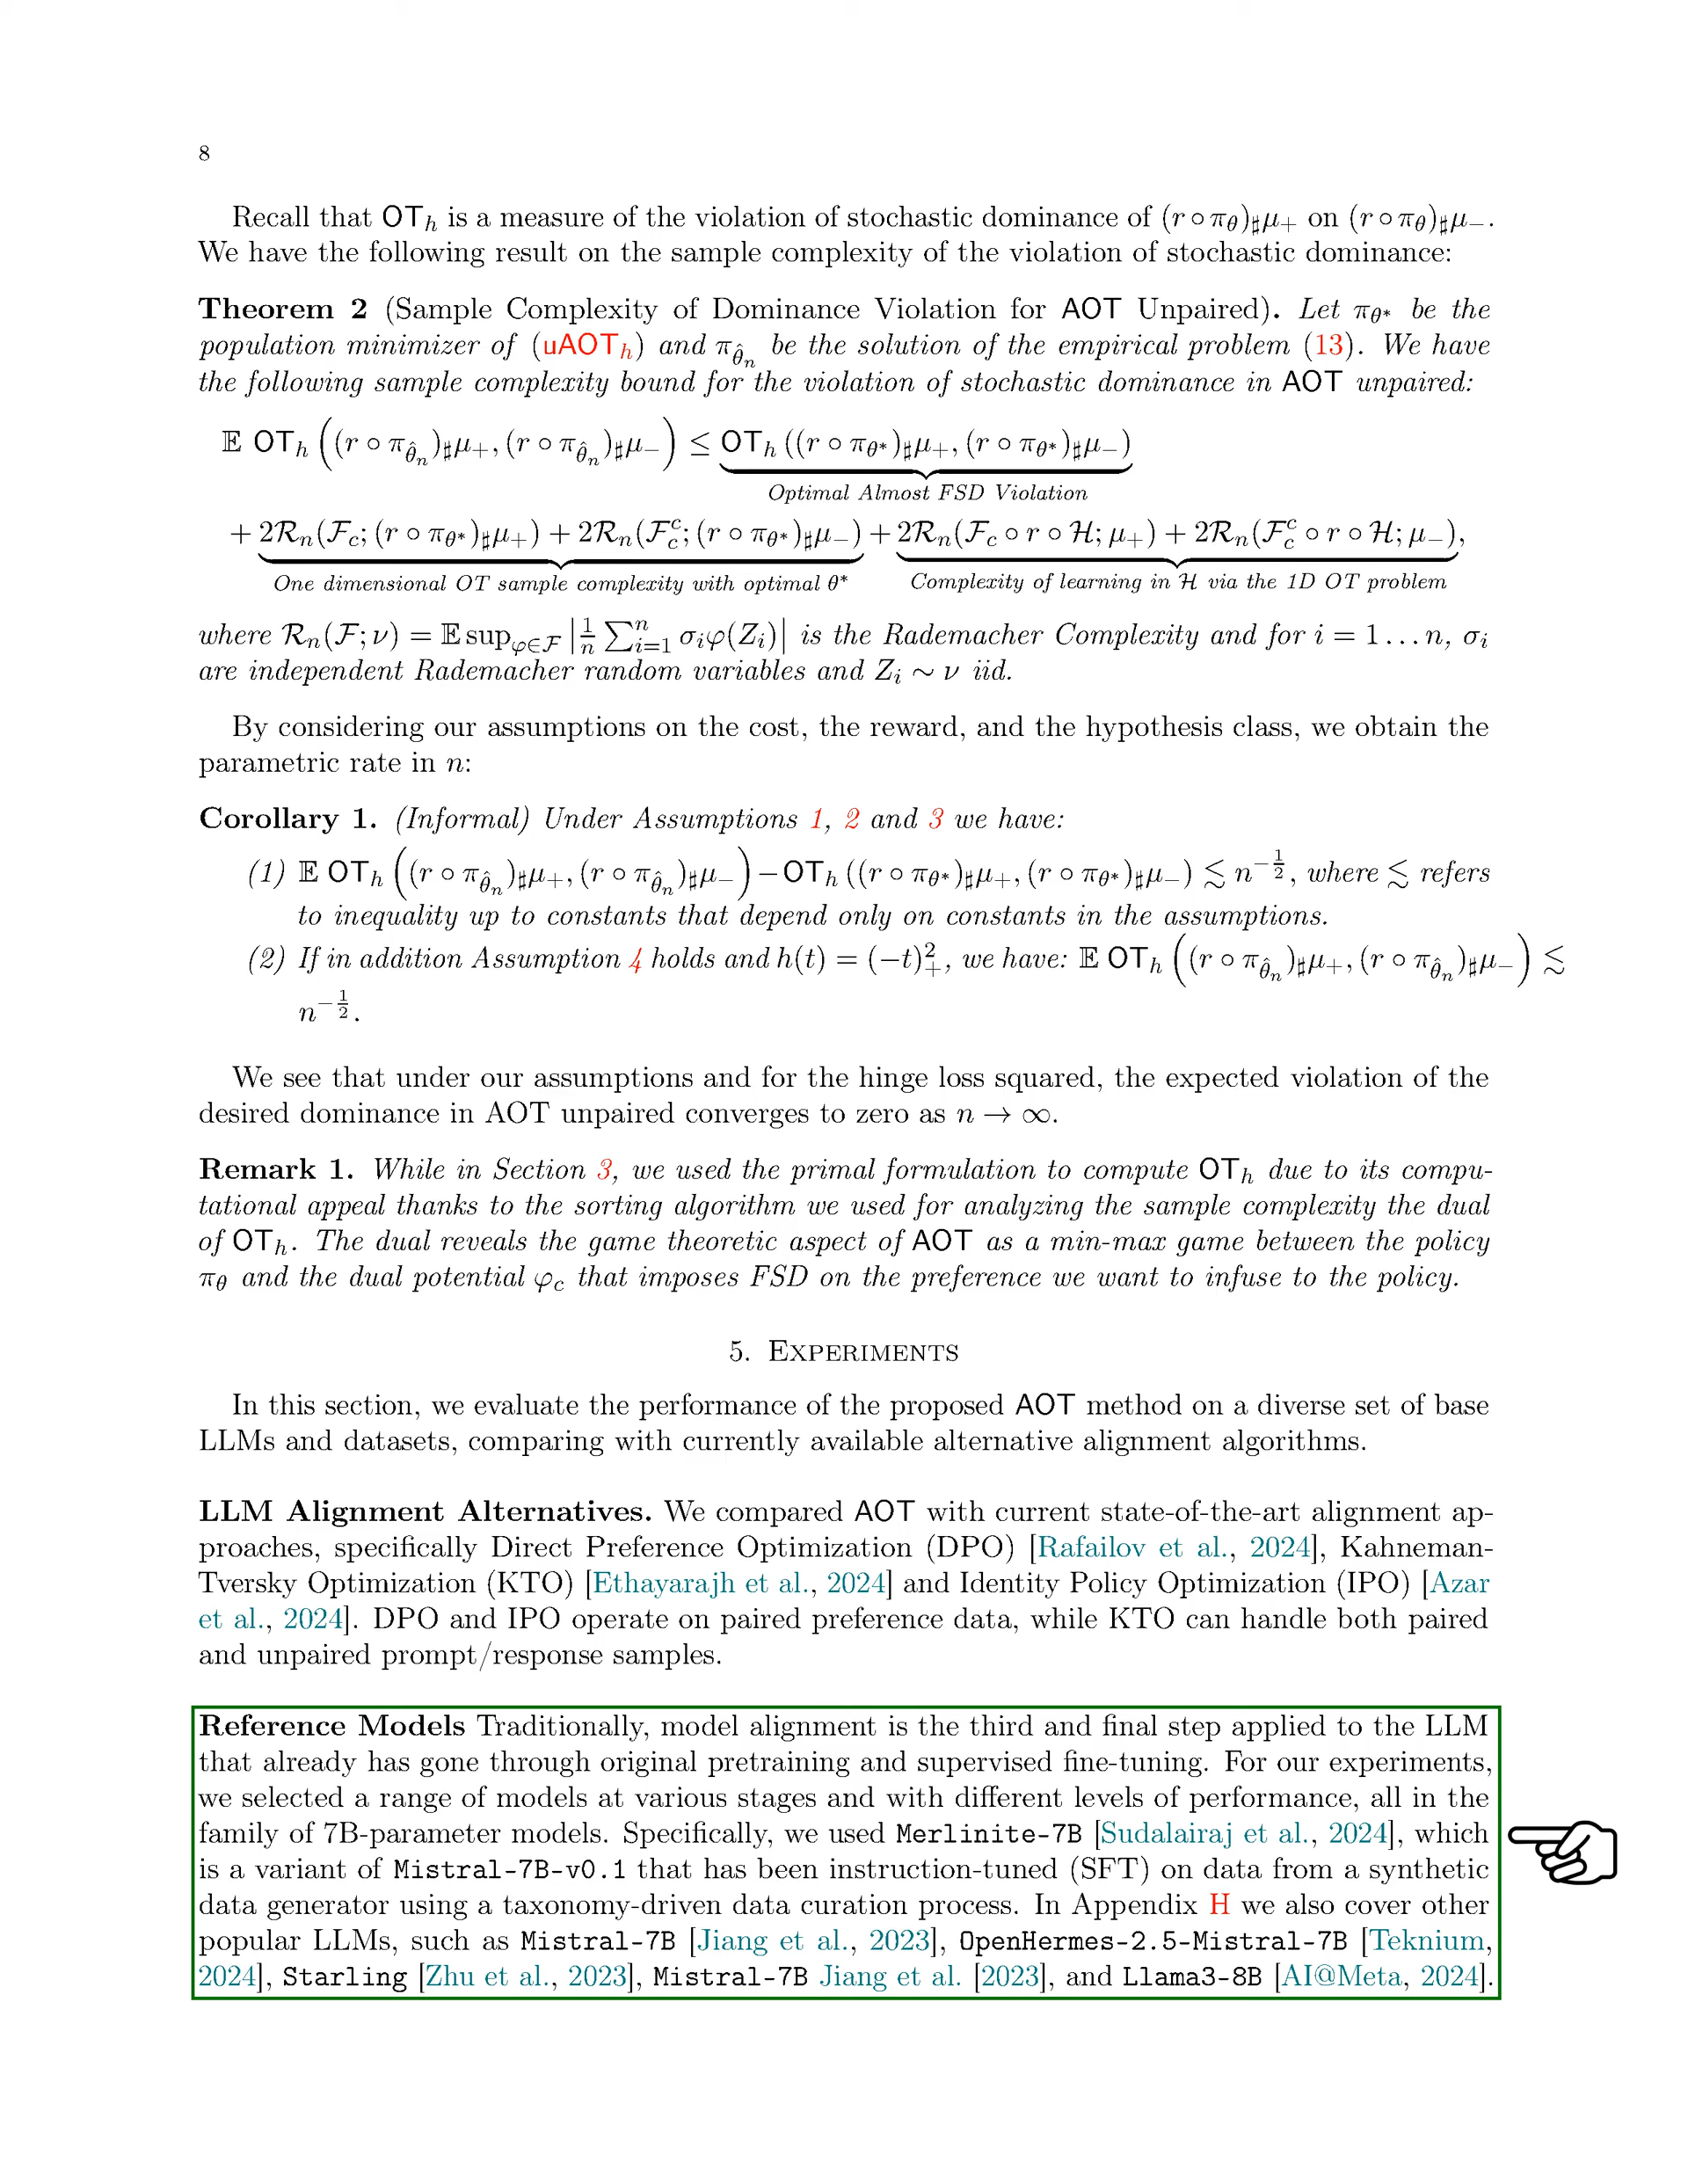 8
Recall that OTₕ is a measure of the violation of stochastic dominance of (r ∘ π_θ)♯μ₊ on (r ∘ π_θ)♯μ₋.
We have the following result on the sample complexity of the violation of stochastic dominance:
Theorem 2 (Sample Complexity of Dominance Violation for AOT Unpaired). Let π_θ* be the
population minimizer of (uAOTₕ) and π_θ̂ₙ be the solution of the empirical problem (13). We have
the following sample complexity bound for the violation of stochastic dominance in AOT unpaired:
𝔼 OTₕ ((r ∘ π_θ̂ₙ)♯μ₊, (r ∘ π_θ̂ₙ)♯μ₋) ≤ OTₕ ((r ∘ π_θ*)♯μ₊, (r ∘ π_θ*)♯μ₋)
Optimal Almost FSD Violation
+ 2ℛₙ(ℱ_c; (r ∘ π_θ*)♯μ₊) + 2ℛₙ(ℱ_c^c; (r ∘ π_θ*)♯μ₋) + 2ℛₙ(ℱ_c ∘ r ∘ ℋ; μ₊) + 2ℛₙ(ℱ_c^c ∘ r ∘ ℋ; μ₋),
One dimensional OT sample complexity with optimal θ* Complexity of learning in ℋ via the 1D OT problem
where ℛₙ(ℱ; ν) = 𝔼 sup_φ∈ℱ |1/n ∑ⁿᵢ₌₁ σᵢφ(Zᵢ)| is the Rademacher Complexity and for i = 1 . . . n, σᵢ
are independent Rademacher random variables and Zᵢ ∼ ν iid.
By considering our assumptions on the cost, the reward, and the hypothesis class, we obtain the
parametric rate in n:
Corollary 1. (Informal) Under Assumptions 1, 2 and 3 we have:
(1) 𝔼 OTₕ ((r ∘ π_θ̂ₙ)♯μ₊, (r ∘ π_θ̂ₙ)♯μ₋) − OTₕ ((r ∘ π_θ*)♯μ₊, (r ∘ π_θ*)♯μ₋) ≲ n^{−1/2}, where ≲ refers
to inequality up to constants that depend only on constants in the assumptions.
(2) If in addition Assumption 4 holds and h(t) = (−t)²₊, we have: 𝔼 OTₕ ((r ∘ π_θ̂ₙ)♯μ₊, (r ∘ π_θ̂ₙ)♯μ₋) ≲
n^{−1/2}.
We see that under our assumptions and for the hinge loss squared, the expected violation of the
desired dominance in AOT unpaired converges to zero as n → ∞.
Remark 1. While in Section 3, we used the primal formulation to compute OTₕ due to its compu-
tational appeal thanks to the sorting algorithm we used for analyzing the sample complexity the dual
of OTₕ. The dual reveals the game theoretic aspect of AOT as a min-max game between the policy
π_θ and the dual potential φ_c that imposes FSD on the preference we want to infuse to the policy.
5. Experiments
In this section, we evaluate the performance of the proposed AOT method on a diverse set of base
LLMs and datasets, comparing with currently available alternative alignment algorithms.
LLM Alignment Alternatives. We compared AOT with current state-of-the-art alignment ap-
proaches, specifically Direct Preference Optimization (DPO) [Rafailov et al., 2024], Kahneman-
Tversky Optimization (KTO) [Ethayarajh et al., 2024] and Identity Policy Optimization (IPO) [Azar
et al., 2024]. DPO and IPO operate on paired preference data, while KTO can handle both paired
and unpaired prompt/response samples.
Reference Models Traditionally, model alignment is the third and final step applied to the LLM
that already has gone through original pretraining and supervised fine-tuning. For our experiments,
we selected a range of models at various stages and with different levels of performance, all in the
family of 7B-parameter models. Specifically, we used Merlinite-7B [Sudalairaj et al., 2024], which
is a variant of Mistral-7B-v0.1 that has been instruction-tuned (SFT) on data from a synthetic
data generator using a taxonomy-driven data curation process. In Appendix H we also cover other
popular LLMs, such as Mistral-7B [Jiang et al., 2023], OpenHermes-2.5-Mistral-7B [Teknium,
2024], Starling [Zhu et al., 2023], Mistral-7B Jiang et al. [2023], and Llama3-8B [AI@Meta, 2024].